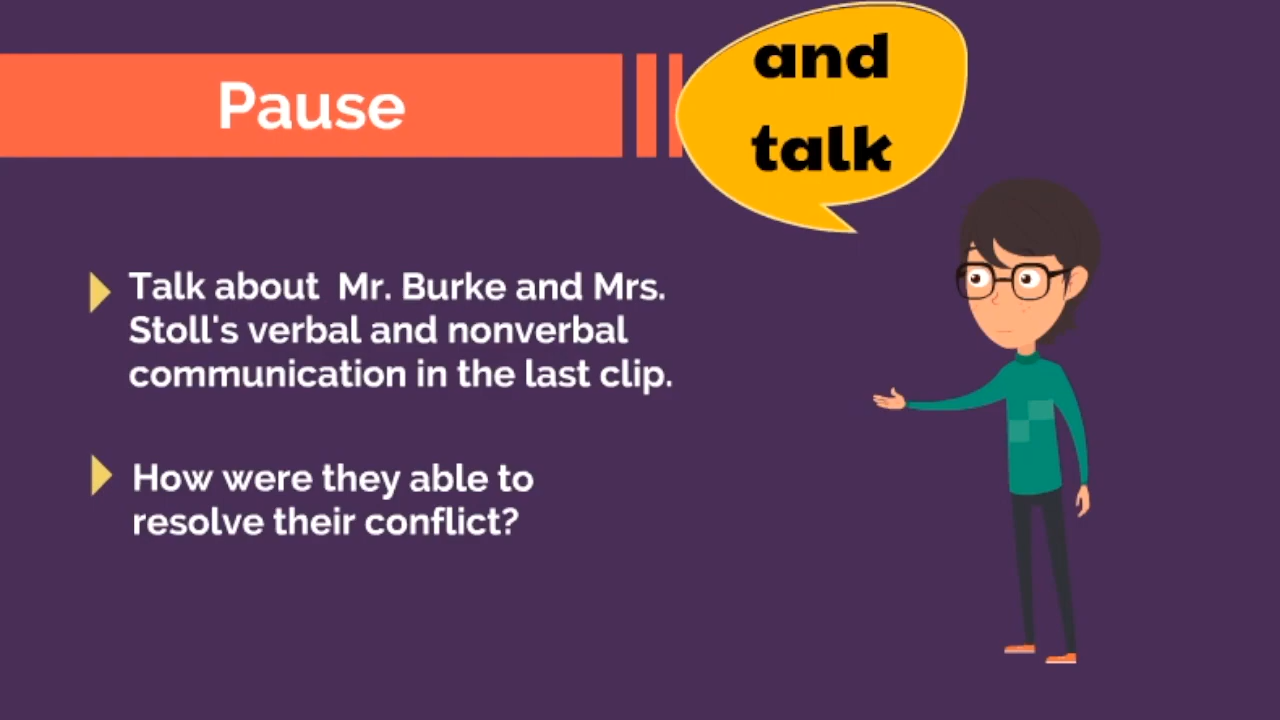 Pause
and
talk
Talk about  Mr. Burke and Mrs.
Stoll's verbal and nonverbal
communication in the last clip.
How were they able to
resolve their conflict?